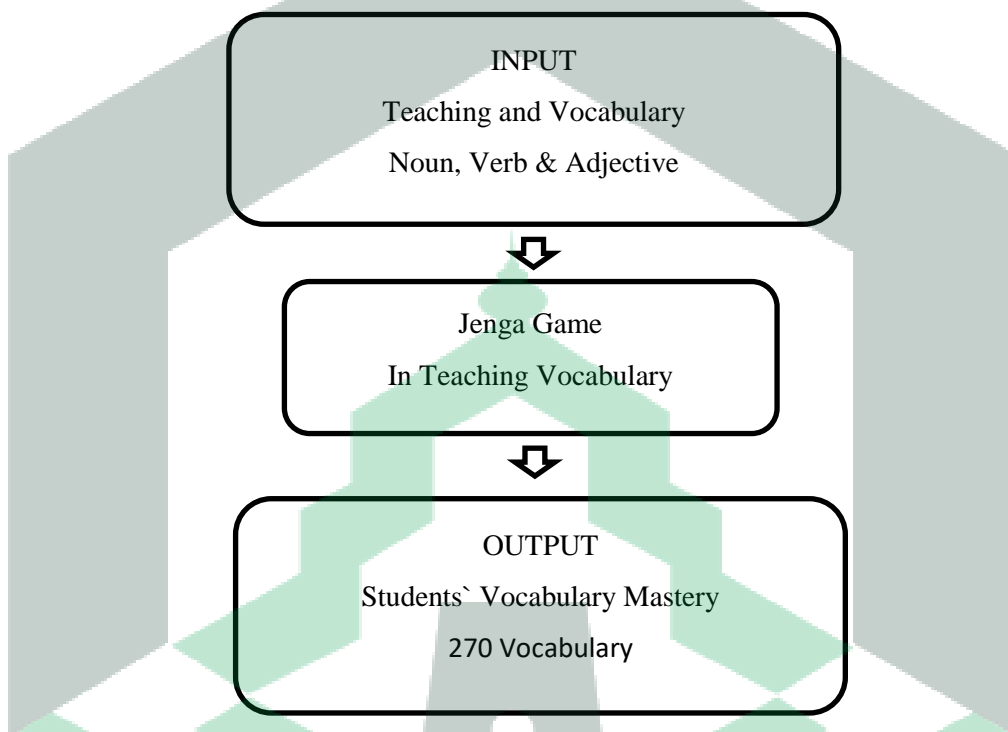 INPUT
Teaching and Vocabulary
Noun, Verb & Adjective
Jenga Game
In Teaching Vocabulary
OUTPUT
Students` Vocabulary Mastery
270 Vocabulary